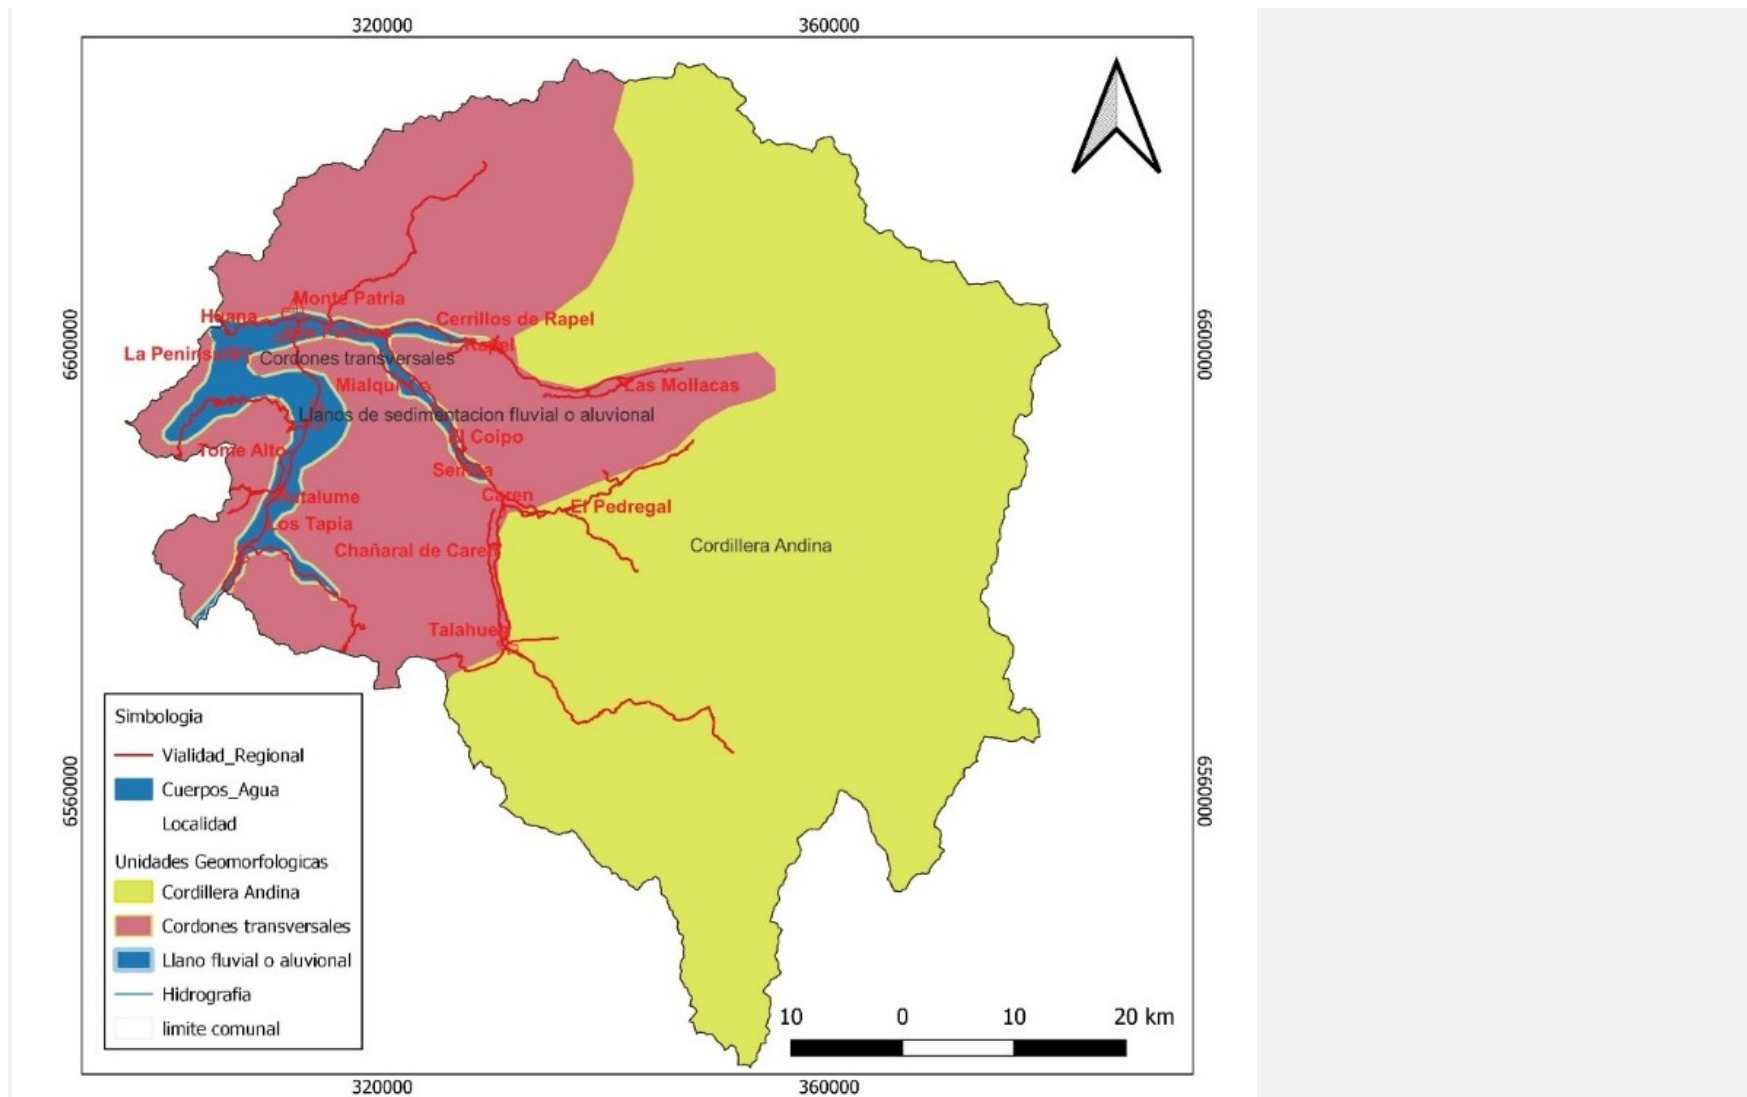 320000
360000
6600000
6600000
6560000
6560000
Monte Patria
Huana
Cerrillos de Rapel
Rapel
La Peninsula
Cordones transversales
Mialqui
Las Mollacas
Llanos de sedimentacion fluvial o aluvional
El Coipo
Tome Alto
Semita
Caren
El Pedregal
Los Tapia
Chañaral de Caren
Cordillera Andina
Talahuen
Simbologia
Vialidad_Regional
Cuerpos_Agua
Localidad
Unidades Geomorfologicas
Cordillera Andina
Cordones transversales
Llano fluvial o aluvional
Hidrografia
limite comunal
10 0 10 20 km
320000
360000